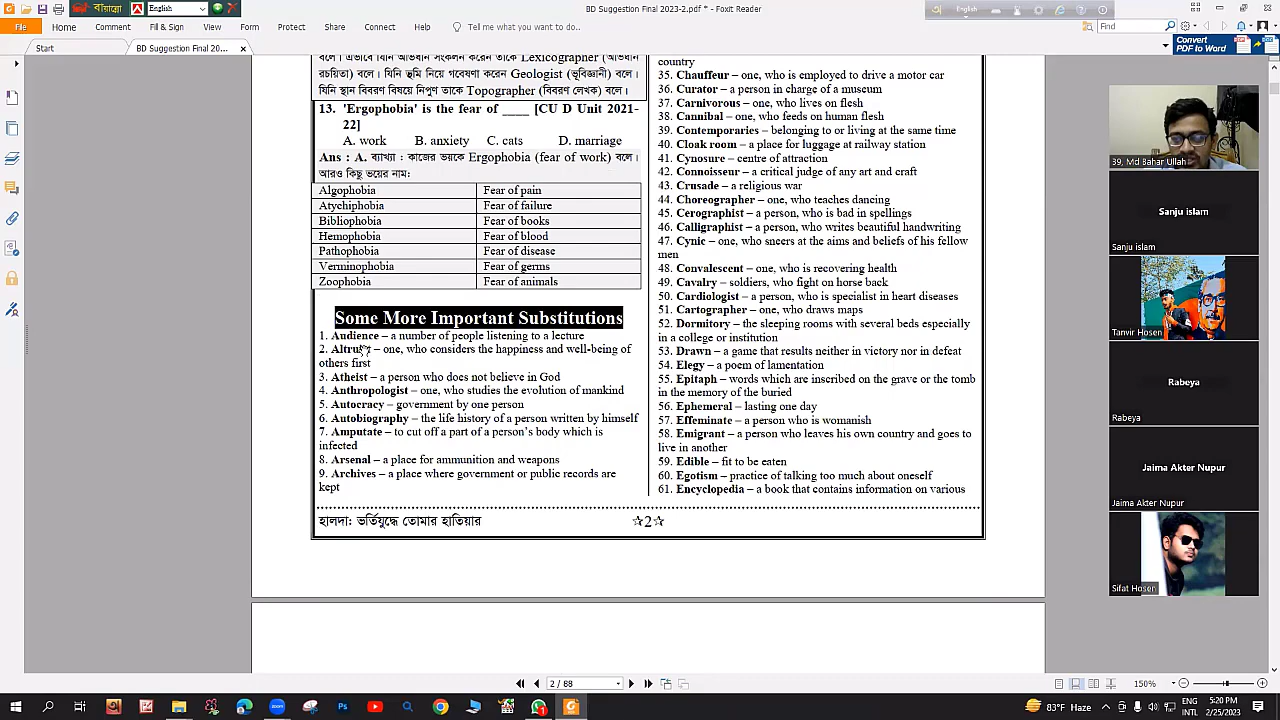 BD Suggestion Final 2023-2.pdf * - Foxit Reader
English
English
File Home Comment Fill & Sign View Form Protect Share Connect Help Tell me what you want to do...
Find
Start BD Suggestion Final 20...
Convert
PDF to Word
বলে। এভাবে যিনি অভিধান সংকলন করেন তাকে Lexicographer (অভিধান
রচয়িতা) বলে। যিনি ভূমি নিয়ে গবেষণা করেন Geologist (ভূবিজ্ঞানী) বলে।
যিনি স্থান বিবরণ বিষয়ে নিপুণ তাকে Topographer (বিবরণ লেখক) বলে।
13. 'Ergophobia' is the fear of ____ [CU D Unit 2021-
22]
A. work B. anxiety C. cats D. marriage
Ans : A. ব্যাখ্যা : কাজের ভয়কে Ergophobia (fear of work) বলে।
আরও কিছু ভয়ের নাম:
Algophobia Fear of pain
Atychiphobia Fear of failure
Bibliophobia Fear of books
Hemophobia Fear of blood
Pathophobia Fear of disease
Verminophobia Fear of germs
Zoophobia Fear of animals
Some More Important Substitutions
1. Audience – a number of people listening to a lecture
2. Altruist – one, who considers the happiness and well-being of
others first
3. Atheist – a person who does not believe in God
4. Anthropologist – one, who studies the evolution of mankind
5. Autocracy – government by one person
6. Autobiography – the life history of a person written by himself
7. Amputate – to cut off a part of a person's body which is
infected
8. Arsenal – a place for ammunition and weapons
9. Archives – a place where government or public records are
kept
country
35. Chauffeur – one, who is employed to drive a motor car
36. Curator – a person in charge of a museum
37. Carnivorous – one, who lives on flesh
38. Cannibal – one, who feeds on human flesh
39. Contemporaries – belonging to or living at the same time
40. Cloak room – a place for luggage at railway station
41. Cynosure – centre of attraction
42. Connoisseur – a critical judge of any art and craft
43. Crusade – a religious war
44. Choreographer – one, who teaches dancing
45. Cerographist – a person, who is bad in spellings
46. Calligraphist – a person, who writes beautiful handwriting
47. Cynic – one, who sneers at the aims and beliefs of his fellow
men
48. Convalescent – one, who is recovering health
49. Cavalry – soldiers, who fight on horse back
50. Cardiologist – a person, who is specialist in heart diseases
51. Cartographer – one, who draws maps
52. Dormitory – the sleeping rooms with several beds especially
in a college or institution
53. Drawn – a game that results neither in victory nor in defeat
54. Elegy – a poem of lamentation
55. Epitaph – words which are inscribed on the grave or the tomb
in the memory of the buried
56. Ephemeral – lasting one day
57. Effeminate – a person who is womanish
58. Emigrant – a person who leaves his own country and goes to
live in another
59. Edible – fit to be eaten
60. Egotism – practice of talking too much about oneself
61. Encyclopedia – a book that contains information on various
হালদা: ভর্তিযুদ্ধে তোমার হাতিয়ার ☆2☆
39, Md Bahar Ullah
Sanju islam
Sanju islam
Tanvir Hosen
Rabeya
Rabeya
Jaima Akter Nupur
Jaima Akter Nupur
Sifat Hosen
2 / 88
150%
83°F Haze
ENG
INTL
5:20 PM
2/25/2023